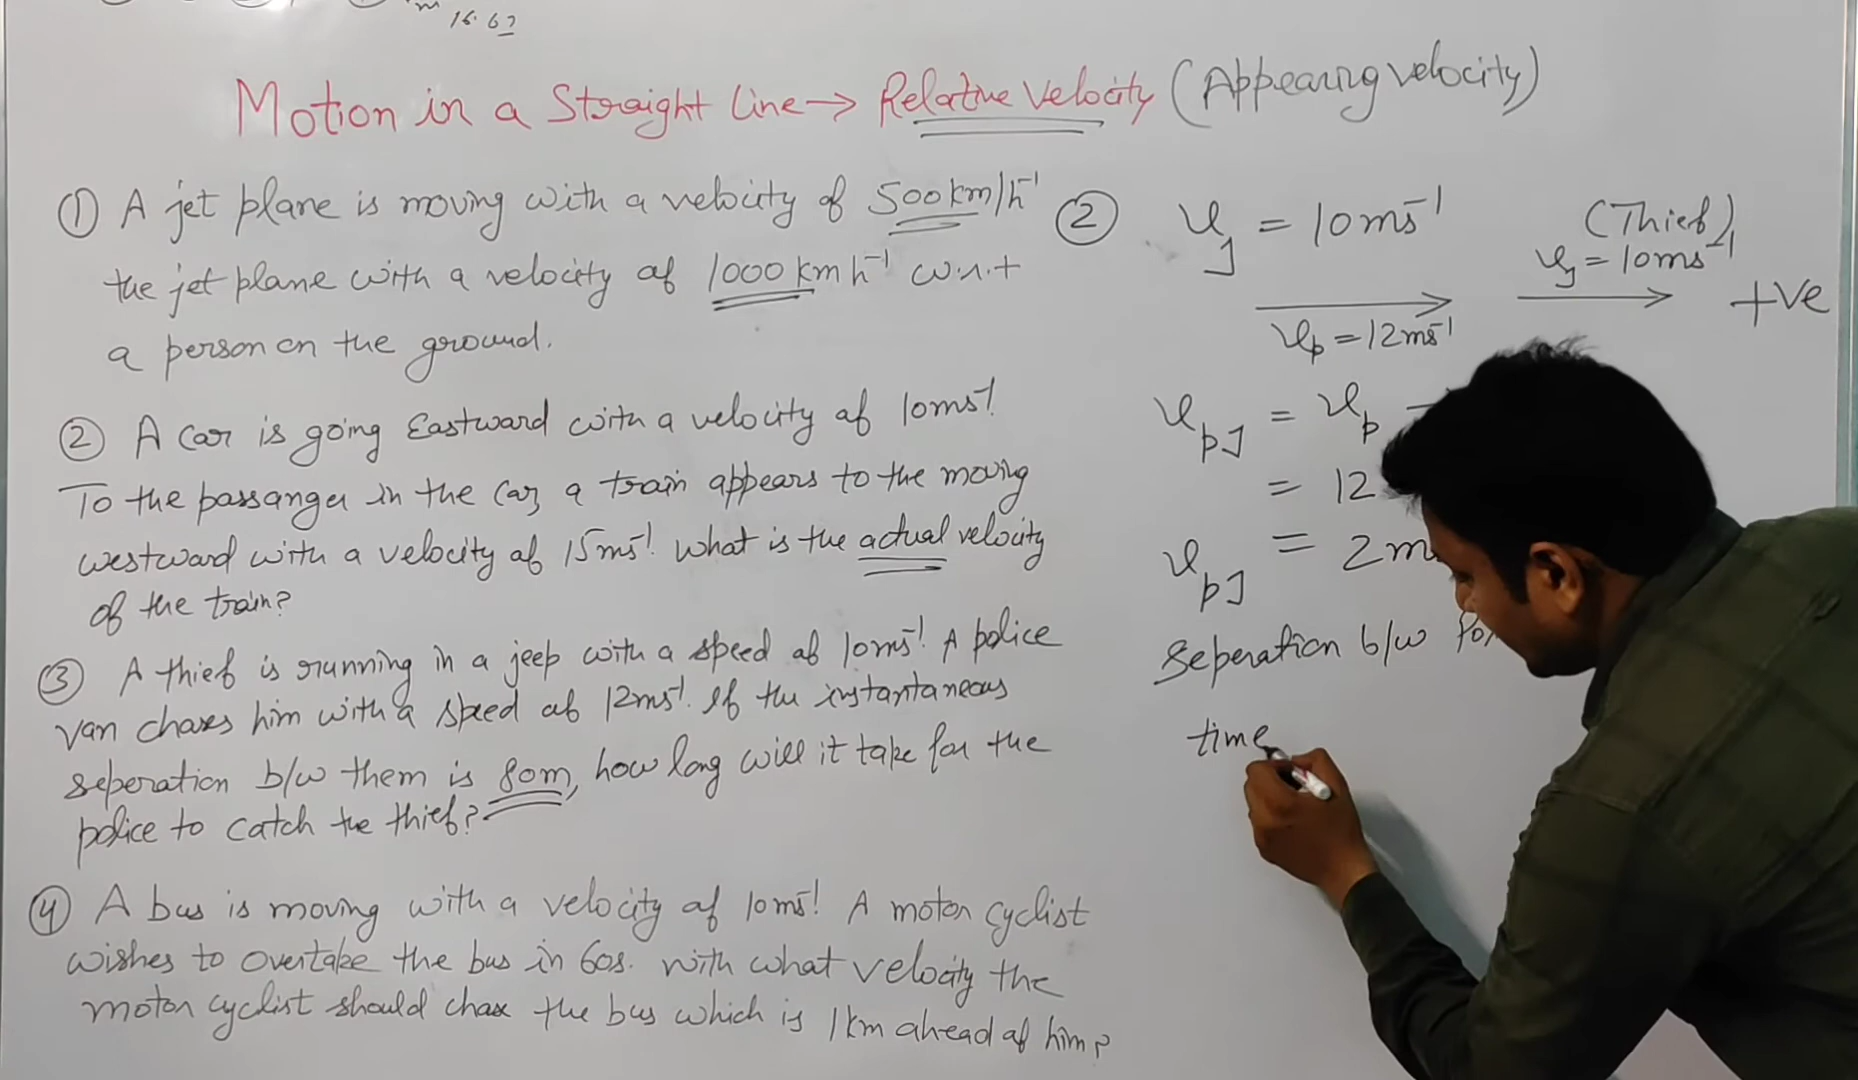 16.67
Motion in a Straight Line → Relative Velocity (Appearing velocity)
① A jet plane is moving with a velocity of 500km/h⁻¹
the jet plane with a velocity of 1000 km h⁻¹ w.r.t
a person on the ground.
② A car is going Eastward with a velocity of 10ms⁻¹.
To the passanger in the car, a train appears to the moving
westward with a velocity of 15ms⁻¹. what is the actual velocity
of the train?
③ A thief is running in a jeep with a speed of 10ms⁻¹. A police
van chases him with a speed of 12ms⁻¹. If the instantaneous
seperation b/w them is 80m, how long will it take for the
police to catch the thief?
④ A bus is moving with a velocity of 10ms⁻¹. A motor cyclist
wishes to overtake the bus in 60s. with what velocity the
motor cyclist should chase the bus which is 1km ahead of him?
② v_J = 10ms⁻¹
(Thief)
v_J = 10ms⁻¹
+ve
v_p = 12ms⁻¹
v_pJ = v_p -
= 12
v_pJ = 2m
Seperation b/w
time